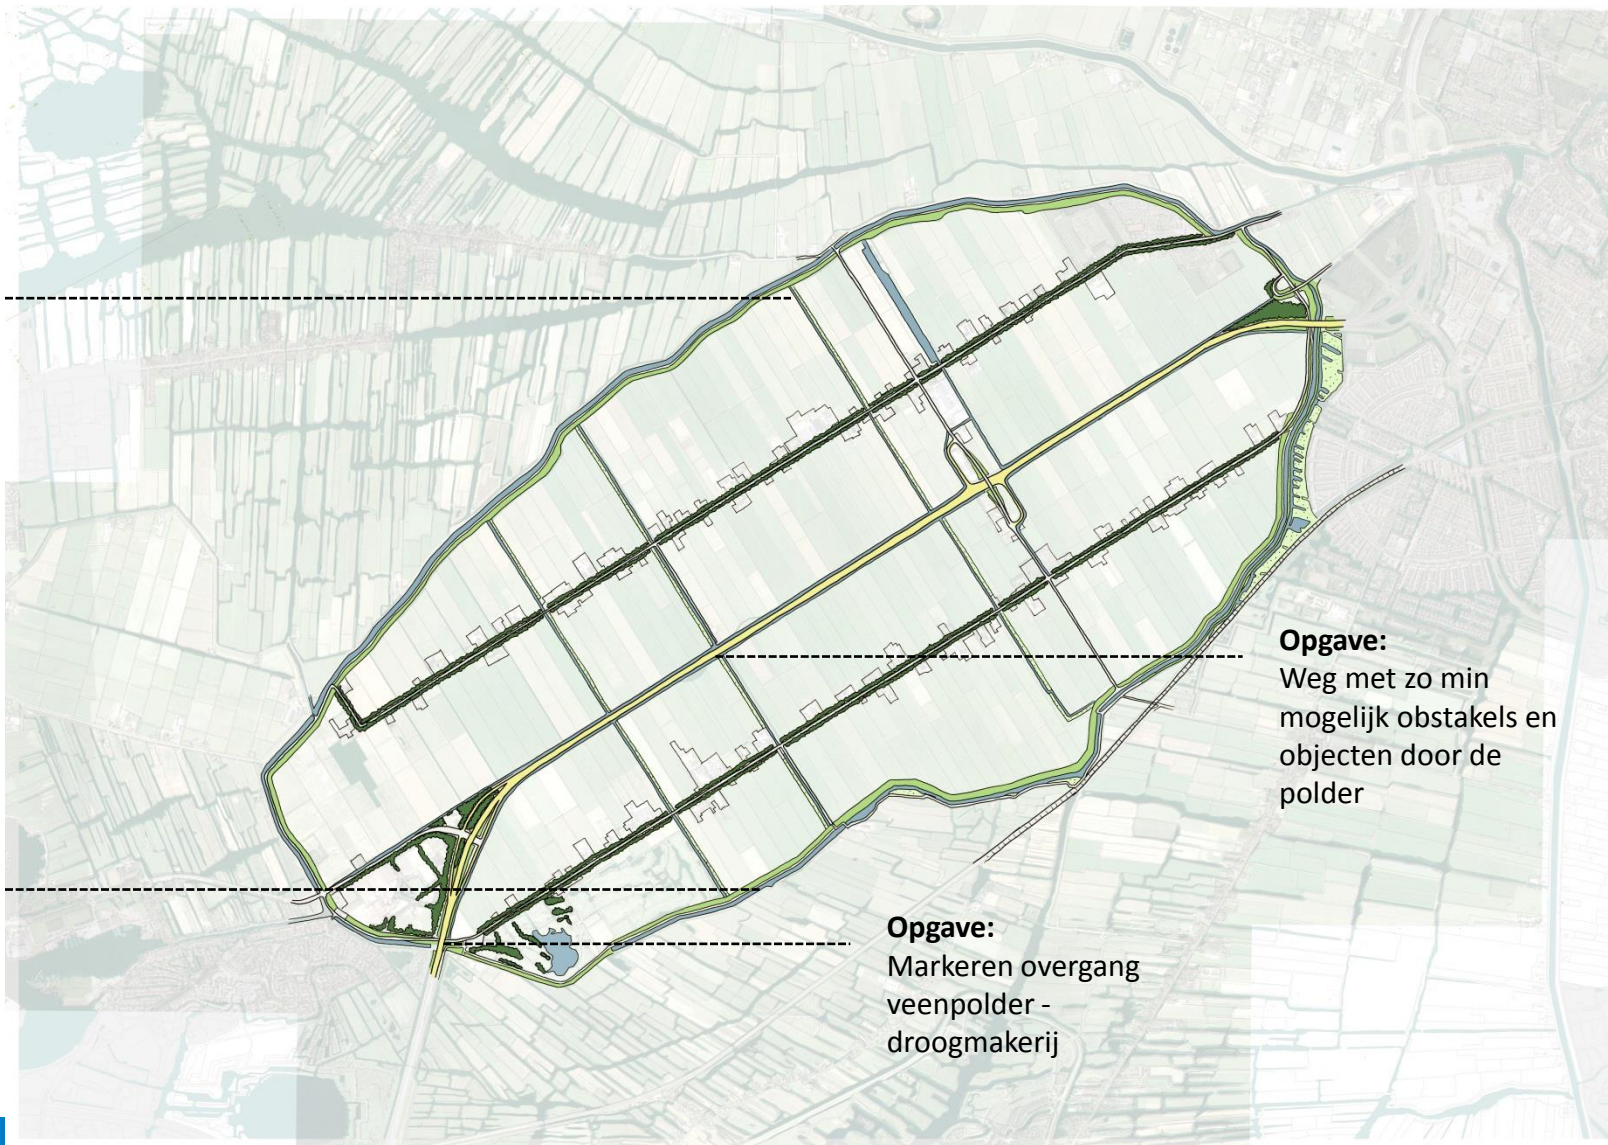 Opgave:
Weg met zo min
mogelijk obstakels en
objecten door de
polder
Opgave:
Markeren overgang
veenpolder -
droogmakerij